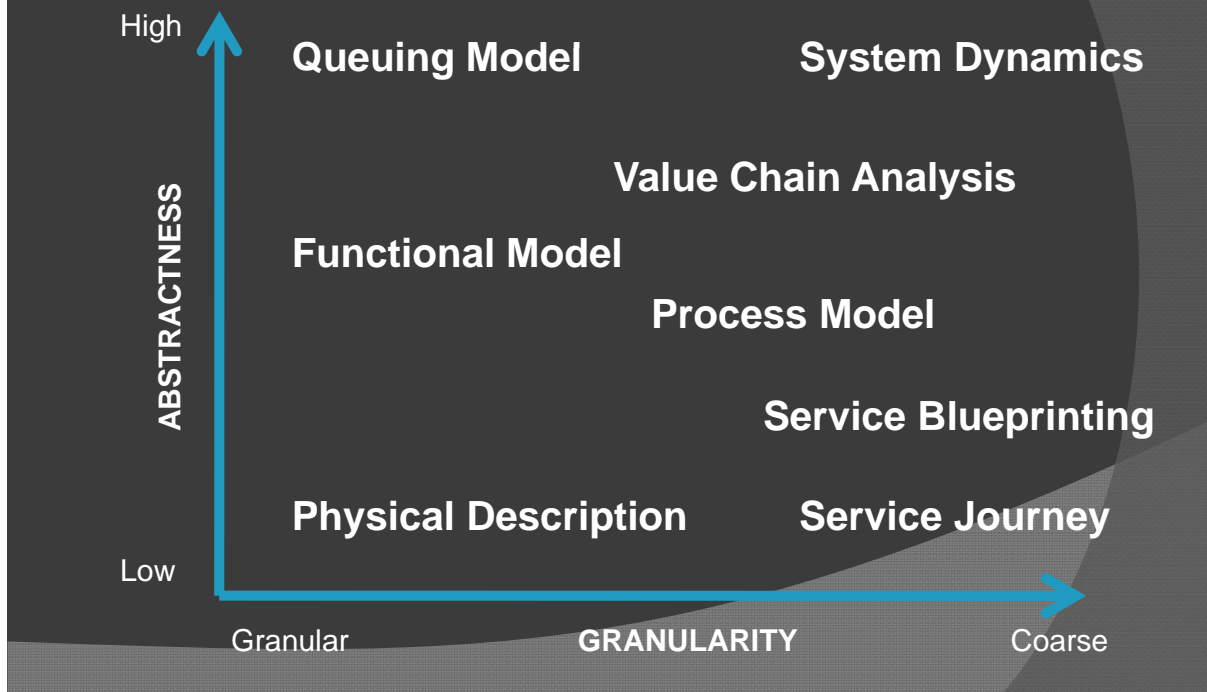 High
Queuing Model
System Dynamics
Value Chain Analysis
ABSTRACTNESS
Functional Model
Process Model
Service Blueprinting
Physical Description
Service Journey
Low
Granular
GRANULARITY
Coarse